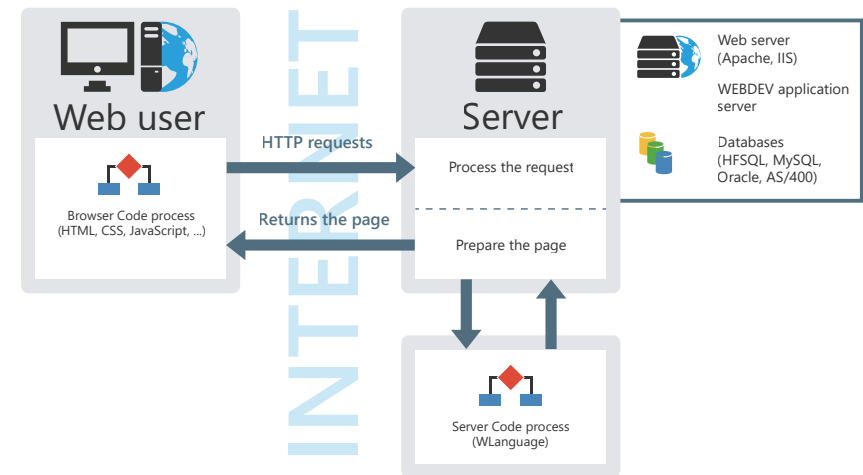 INTERNET
Web user
Browser Code process
(HTML, CSS, JavaScript, ...)
HTTP requests
Returns the page
Server
Process the request
Prepare the page
Server Code process
(WLanguage)
Web server
(Apache, IIS)
WEBDEV application
server
Databases
(HFSQL, MySQL,
Oracle, AS/400)